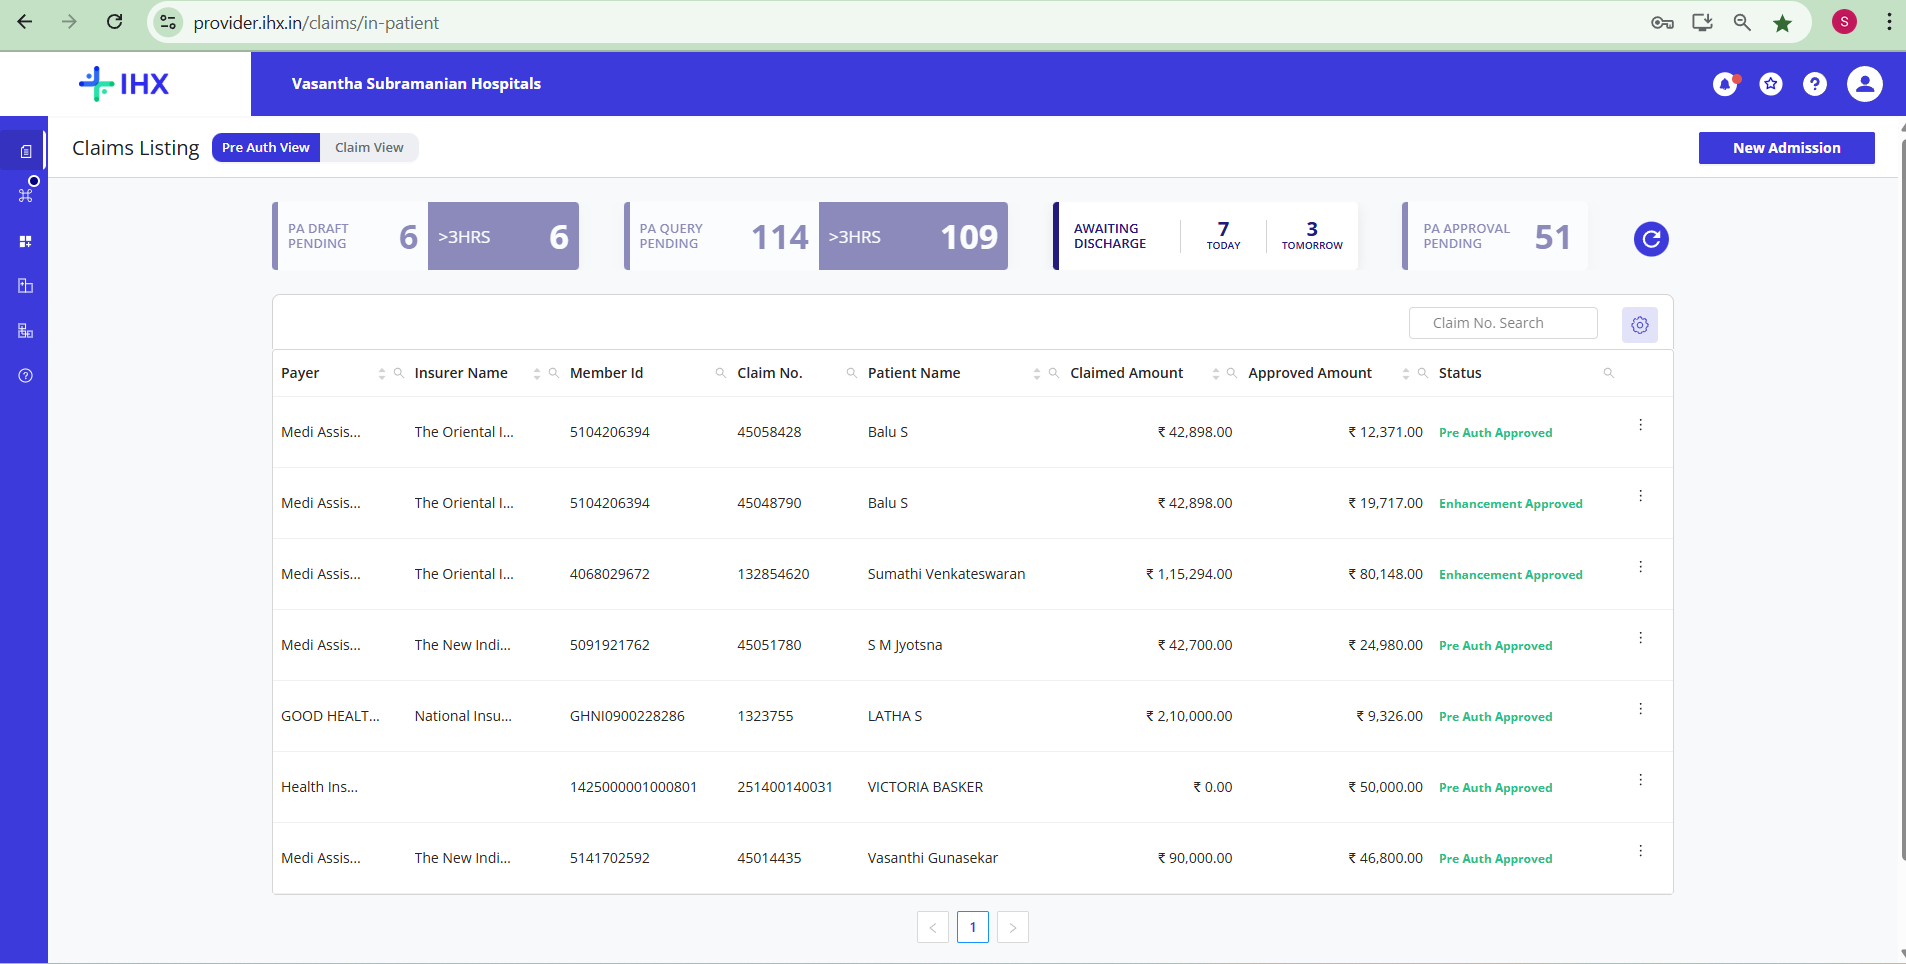 provider.ihx.in/claims/in-patient
S
IHX
Vasantha Subramanian Hospitals
Claims Listing
Pre Auth View
Claim View
New Admission
PA DRAFT
PENDING
6
>3HRS
6
PA QUERY
PENDING
114
>3HRS
109
AWAITING
DISCHARGE
7
TODAY
3
TOMORROW
PA APPROVAL
PENDING
51
Claim No. Search
Payer Insurer Name Member Id Claim No. Patient Name Claimed Amount Approved Amount Status
Medi Assis... The Oriental I... 5104206394 45058428 Balu S ₹ 42,898.00 ₹ 12,371.00 Pre Auth Approved
Medi Assis... The Oriental I... 5104206394 45048790 Balu S ₹ 42,898.00 ₹ 19,717.00 Enhancement Approved
Medi Assis... The Oriental I... 4068029672 132854620 Sumathi Venkateswaran ₹ 1,15,294.00 ₹ 80,148.00 Enhancement Approved
Medi Assis... The New Indi... 5091921762 45051780 S M Jyotsna ₹ 42,700.00 ₹ 24,980.00 Pre Auth Approved
GOOD HEALT... National Insu... GHNI0900228286 1323755 LATHA S ₹ 2,10,000.00 ₹ 9,326.00 Pre Auth Approved
Health Ins... 1425000001000801 251400140031 VICTORIA BASKER ₹ 0.00 ₹ 50,000.00 Pre Auth Approved
Medi Assis... The New Indi... 5141702592 45014435 Vasanthi Gunasekar ₹ 90,000.00 ₹ 46,800.00 Pre Auth Approved
< 1 >